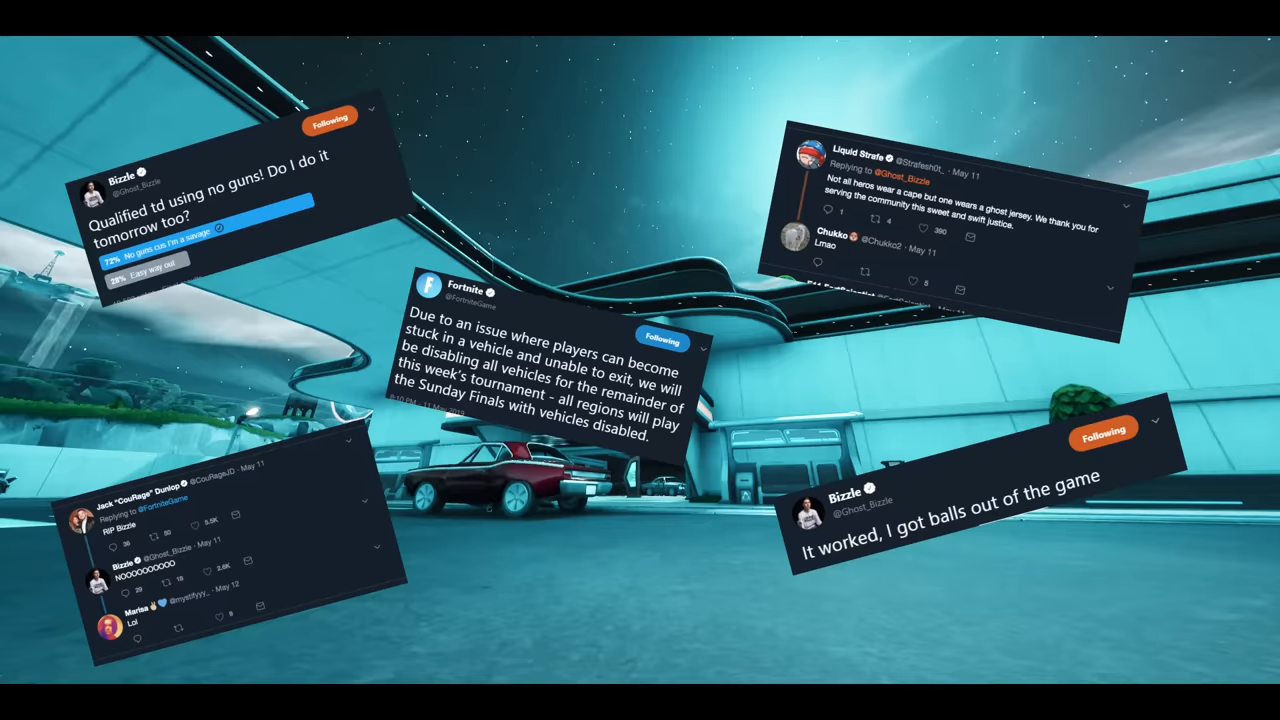 Following
Bizzle
@Ghost_Bizzle
Qualified td using no guns! Do I do it
tomorrow too?
72% No guns cus I'm a savage
28% Easy way out
Liquid Strafe @Strafesh0t_ · May 11
Replying to @Ghost_Bizzle
Not all heros wear a cape but one wears a ghost jersey. We thank you for
serving the community this sweet and swift justice.
1 4 390
Chukko @Chukko2 · May 11
Lmao
5
Fortnite
@FortniteGame
Following
Due to an issue where players can become
stuck in a vehicle and unable to exit, we will
be disabling all vehicles for the remainder of
this week's tournament - all regions will play
the Sunday Finals with vehicles disabled.
8:10 PM - 11 May 2019
Jack "CouRage" Dunlop @CouRageJD · May 11
Replying to @FortniteGame
RIP Bizzle
36 50 5.5K
Bizzle @Ghost_Bizzle · May 11
NOOOOOOOOOO
29 18 2.6K
Marisa @mystifyyy_ · May 12
Lol
9
Following
Bizzle
@Ghost_Bizzle
It worked, I got balls out of the game